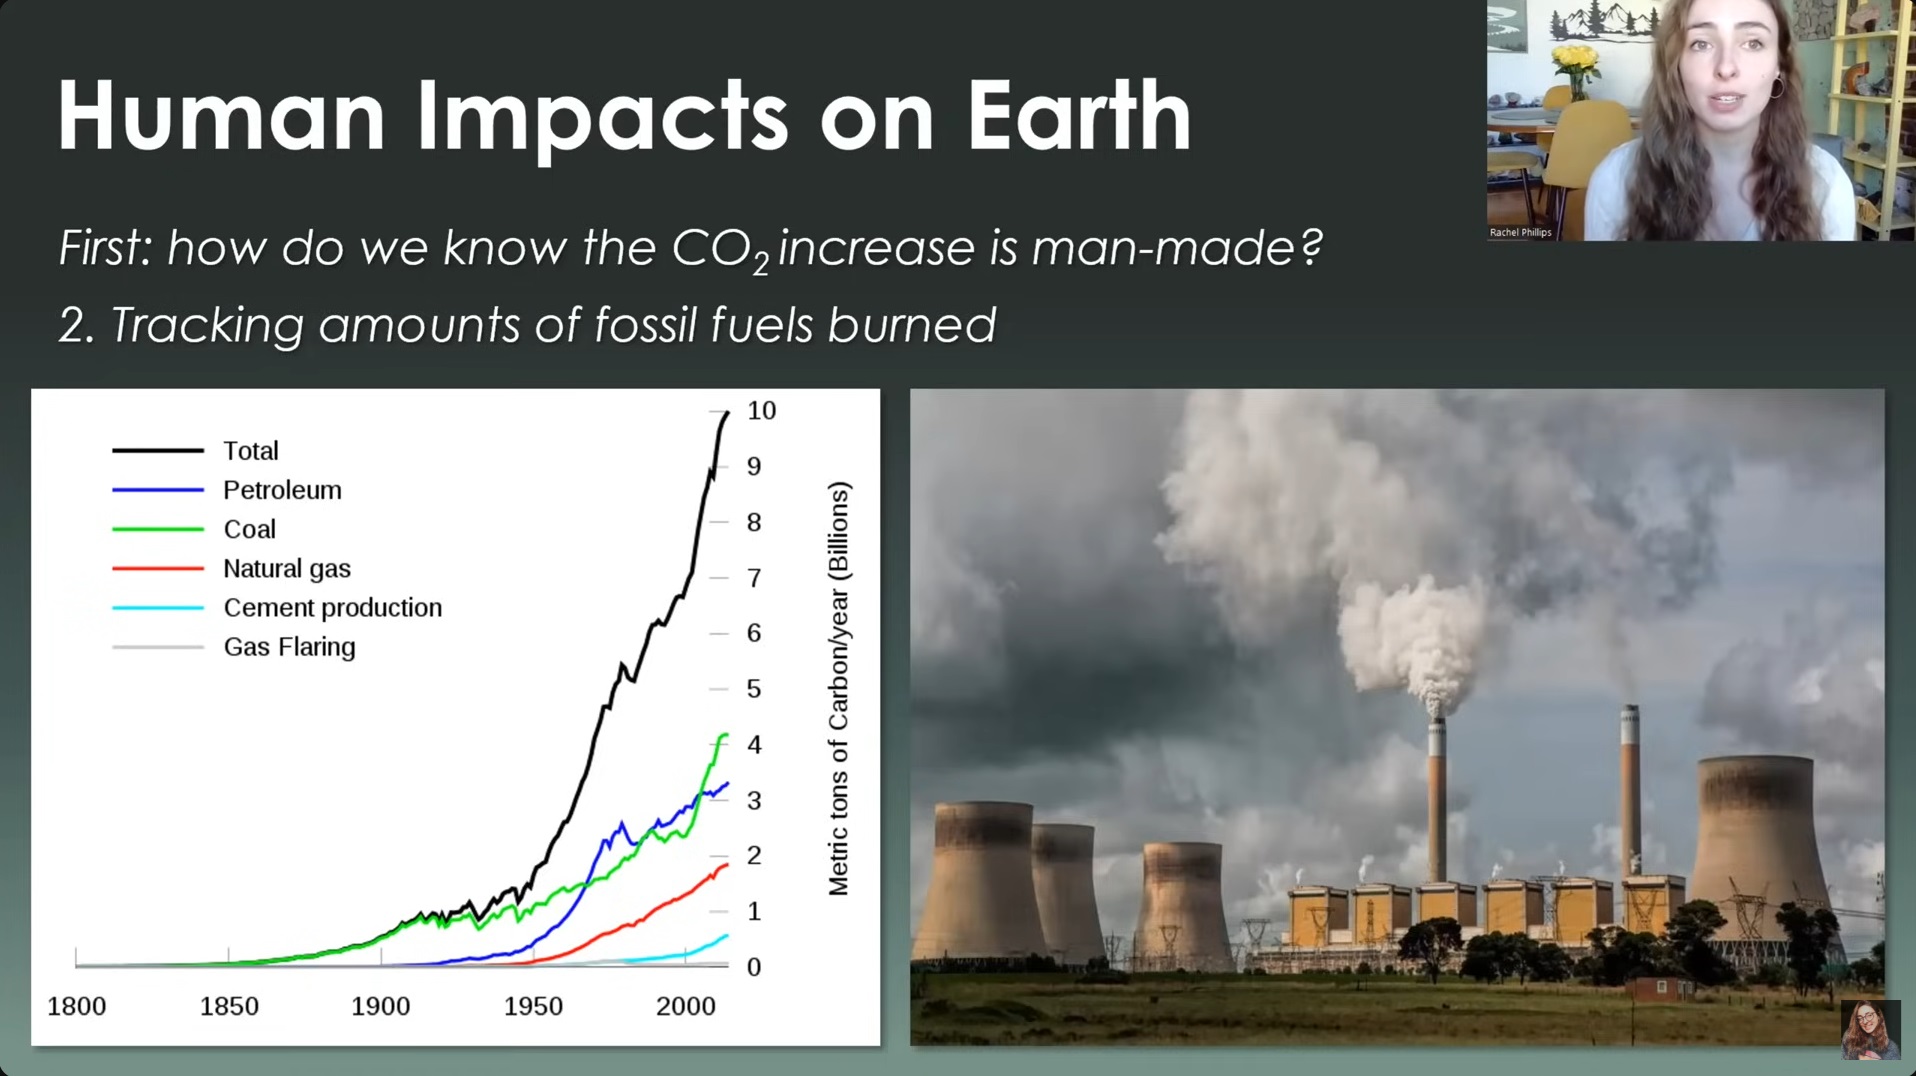 Human Impacts on Earth
First: how do we know the CO₂ increase is man-made?
2. Tracking amounts of fossil fuels burned
Rachel Phillips
Total
Petroleum
Coal
Natural gas
Cement production
Gas Flaring
10
9
8
7
6
5
4
3
2
1
0
Metric tons of Carbon/year (Billions)
1800 1850 1900 1950 2000